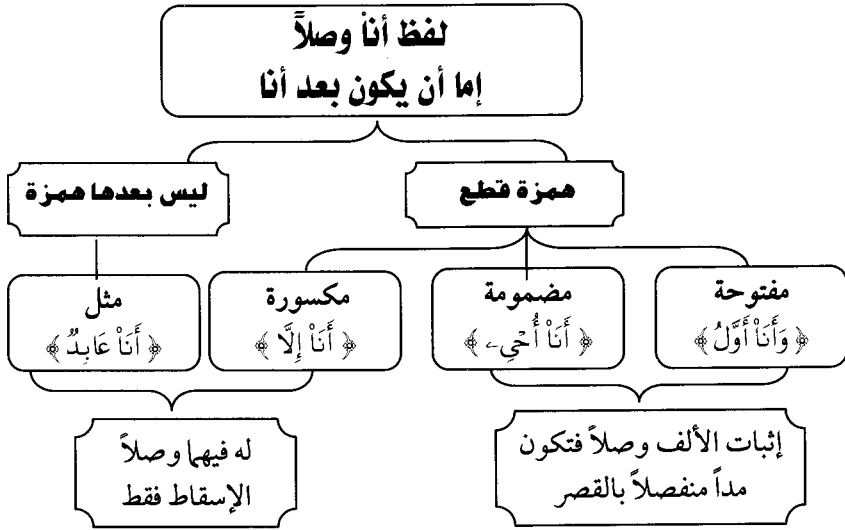 لفظ أناْ وصلاً
إما أن يكون بعد أنا
همزة قطع
ليس بعدها همزة
مفتوحة
﴿ وَأَنَا۠ أَوَّلُ ﴾
مضمومة
﴿ أَنَا۠ أُحۡيِۦ ﴾
مكسورة
﴿ أَنَا۠ إِلَّا ﴾
مثل
﴿ أَنَا۠ عَابِدٌ ﴾
إثبات الألف وصلاً فتكون
مداً منفصلاً بالقصر
له فيهما وصلاً
الإسقاط فقط